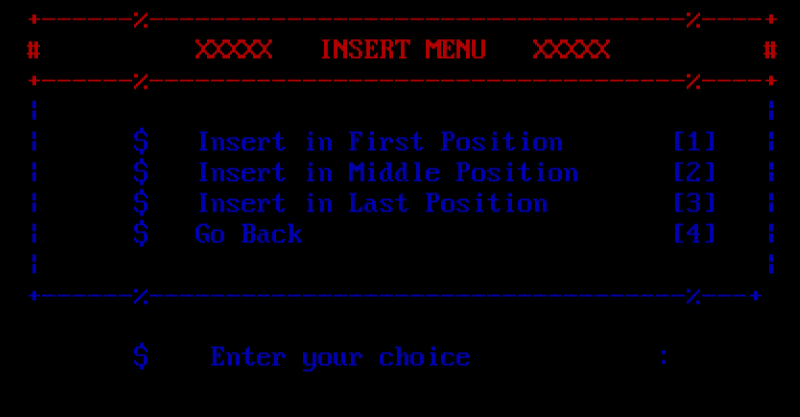 +------%-----------------------------------%----+
#          XXXXX   INSERT MENU   XXXXX          #
+------%-----------------------------------%----+
¦                                               ¦
¦      $   Insert in First Position       [1]   ¦
¦      $   Insert in Middle Position      [2]   ¦
¦      $   Insert in Last Position        [3]   ¦
¦      $   Go Back                        [4]   ¦
¦                                               ¦
+------%-----------------------------------%---+
$    Enter your choice            :